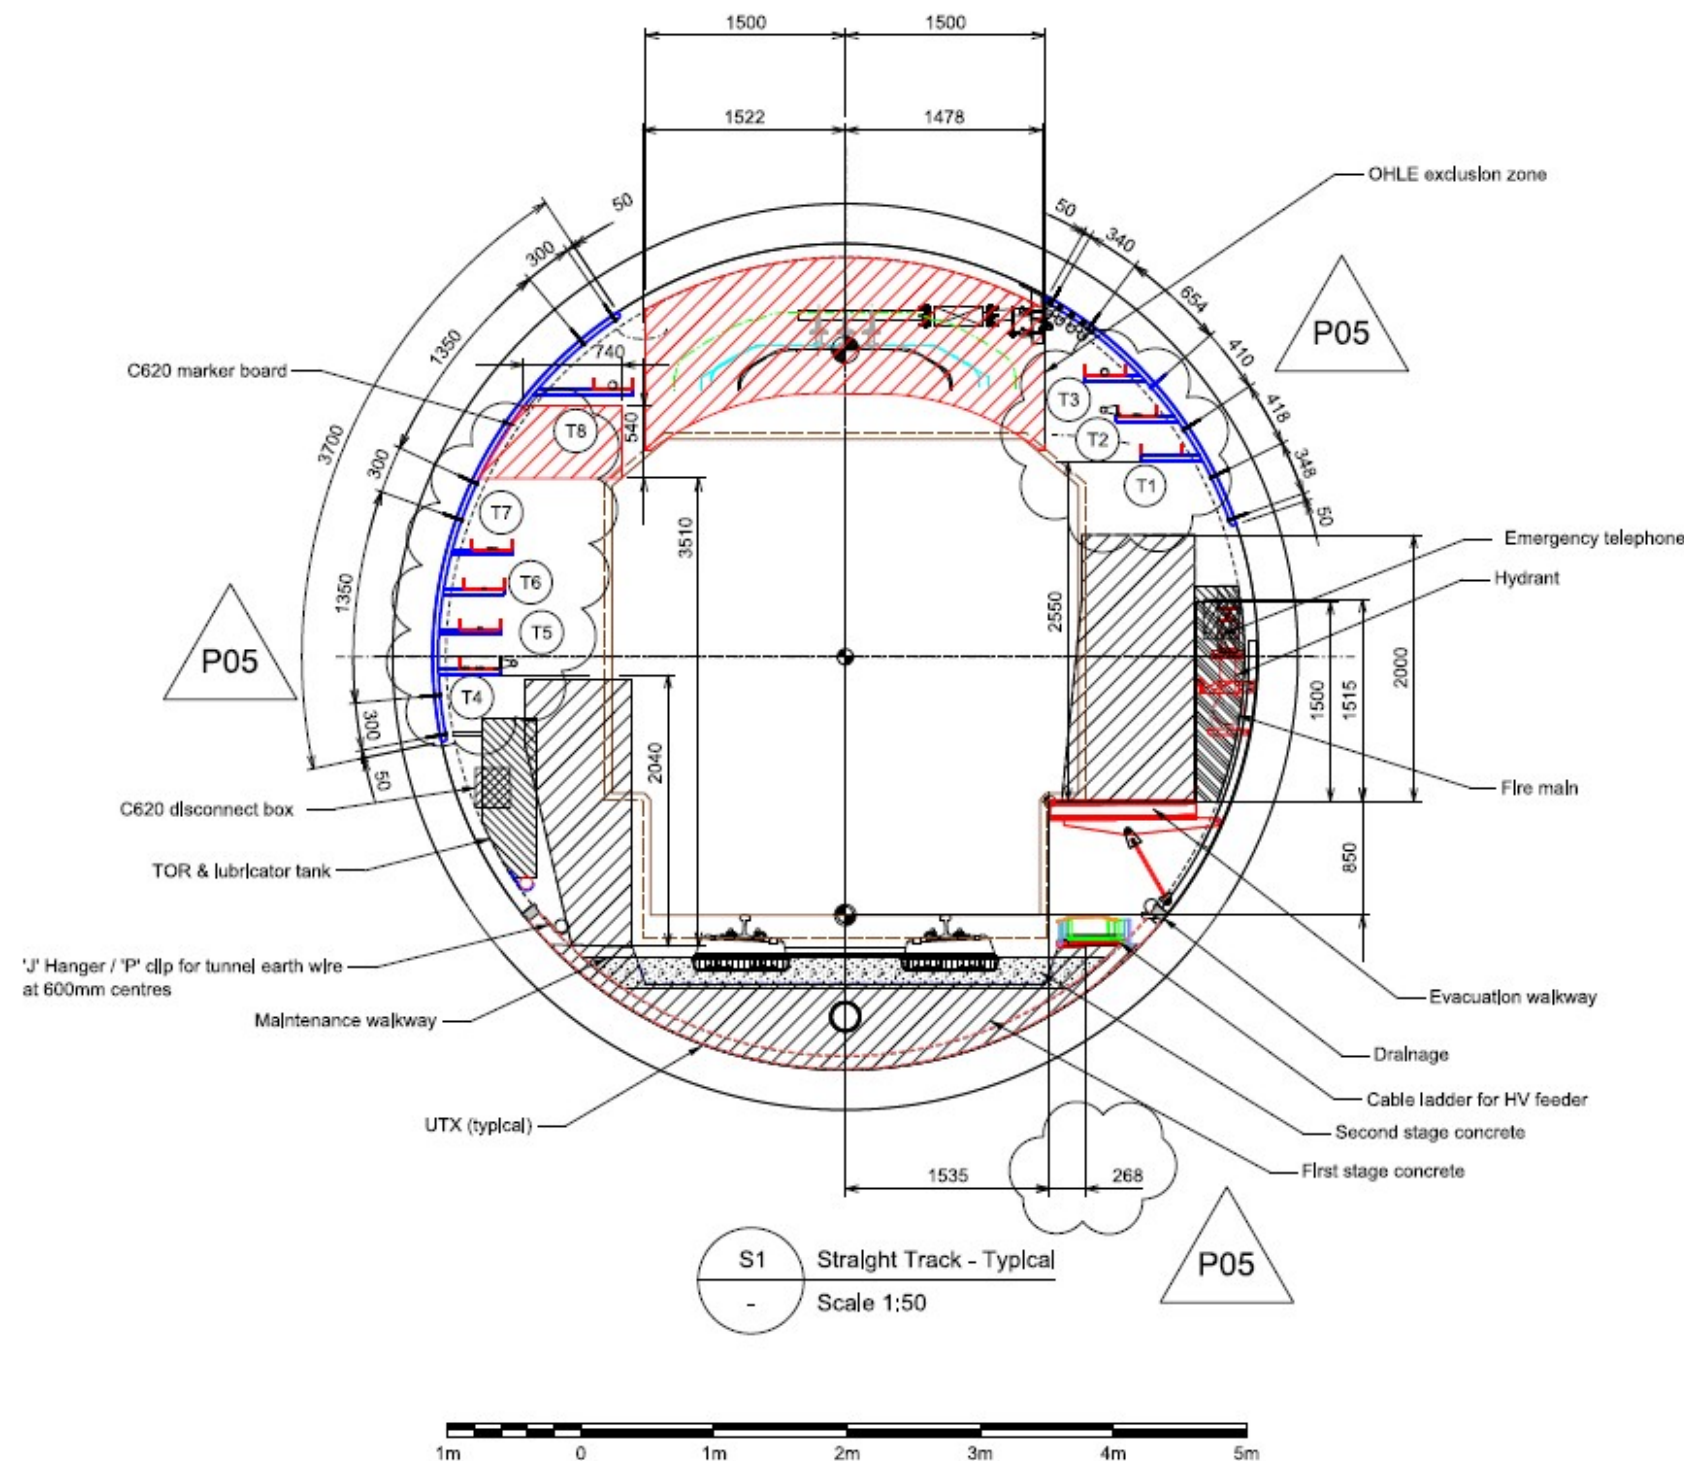 1500
1500
1522
1478
OHLE exclusion zone
50
300
1350
3700
50
340
654
410
418
348
50
P05
C620 marker board
740
540
T8
T3
T2
T1
300
T7
3510
Emergency telephone
Hydrant
1350
T6
T5
2550
P05
T4
1500
1515
2000
300
50
2040
C620 disconnect box
Fire main
TOR & lubricator tank
850
'J' Hanger / 'P' clip for tunnel earth wire
at 600mm centres
Evacuation walkway
Maintenance walkway
Drainage
Cable ladder for HV feeder
UTX (typical)
Second stage concrete
First stage concrete
1535
268
S1
Straight Track - Typical
-
Scale 1:50
P05
1m
0
1m
2m
3m
4m
5m